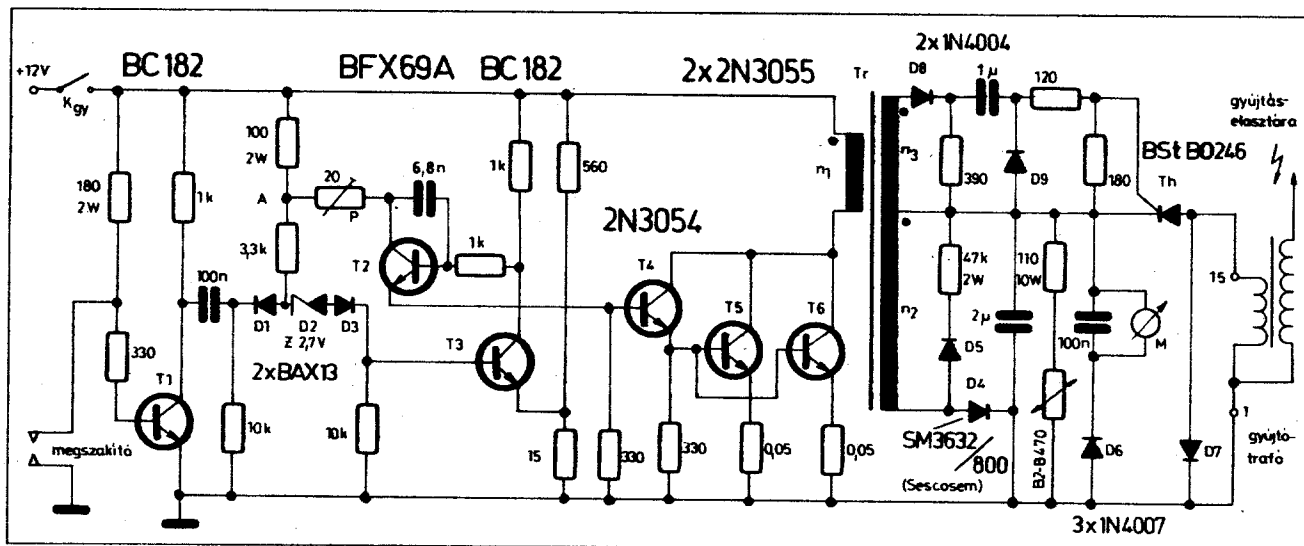 BC182
BFX69A
BC182
2x2N3055
2x1N4004
+12V
Kgy
Tr
D8
1µ
120
gyújtás-
elosztóra
100
2W
20
P
6,8n
1k
560
n1
n3
390
D9
180
BSt B0246
Th
180
2W
1k
A
3,3k
T2
1k
2N3054
T4
T5
T6
n2
47k
2W
110
10W
15
100n
D1
D2
D3
Z 2,7V
2xBAX13
T3
D5
2µ
100n
M
330
T1
D4
megszakító
10k
10k
15
330
330
0,05
0,05
SM3632
/800
(Sescosem)
B2-B470
D6
D7
1
gyújtó-
trafó
3x1N4007